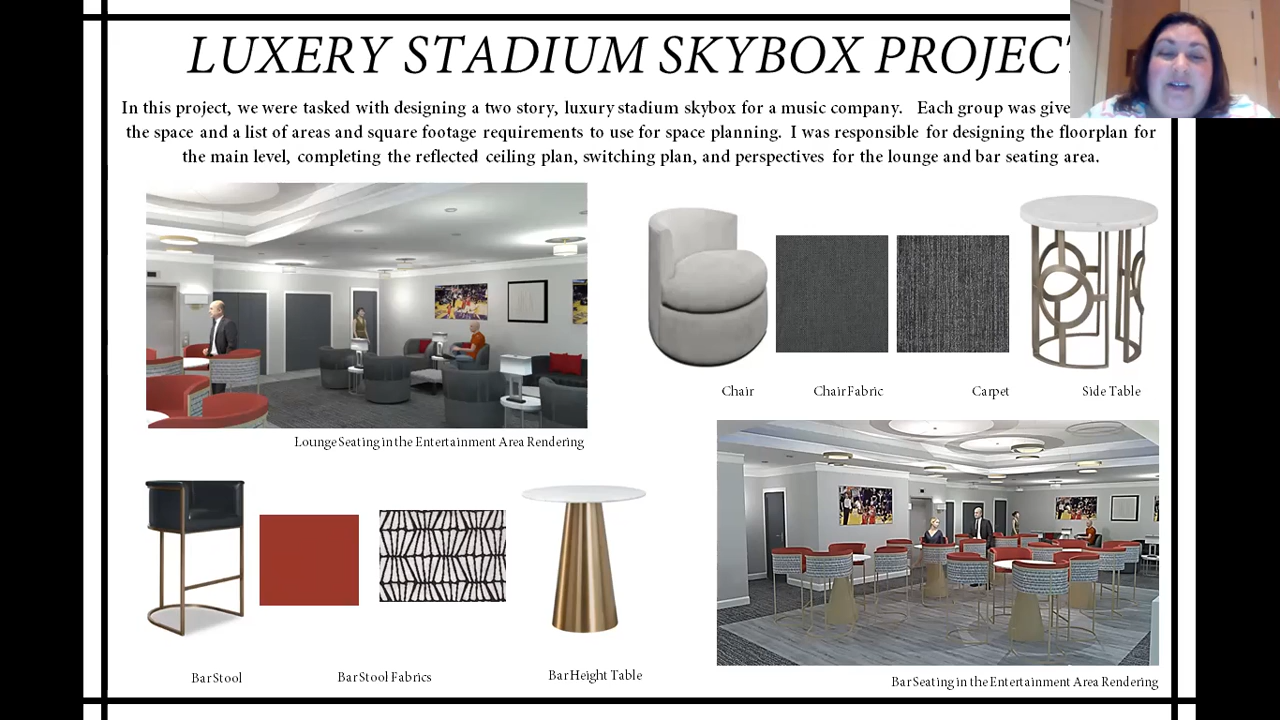 LUXERY STADIUM SKYBOX PROJECT
In this project, we were tasked with designing a two story, luxury stadium skybox for a music company. Each group was
the space and a list of areas and square footage requirements to use for space planning. I was responsible for designing the floorplan for
the main level, completing the reflected ceiling plan, switching plan, and perspectives for the lounge and bar seating area.
Chair
Chair Fabric
Carpet
Side Table
Lounge Seating in the Entertainment Area Rendering
Bar Stool
Bar Stool Fabrics
Bar Height Table
Bar Seating in the Entertainment Area Rendering